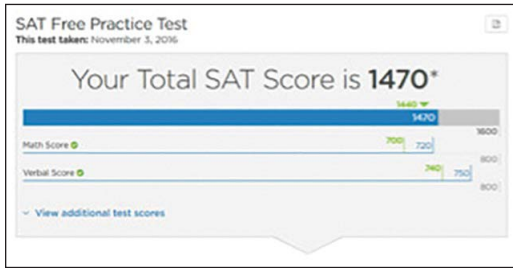 SAT Free Practice Test
This test taken: November 3, 2016
Your Total SAT Score is 1470*
1440
1470
1600
Math Score
700
720
800
Verbal Score
740
750
800
View additional test scores